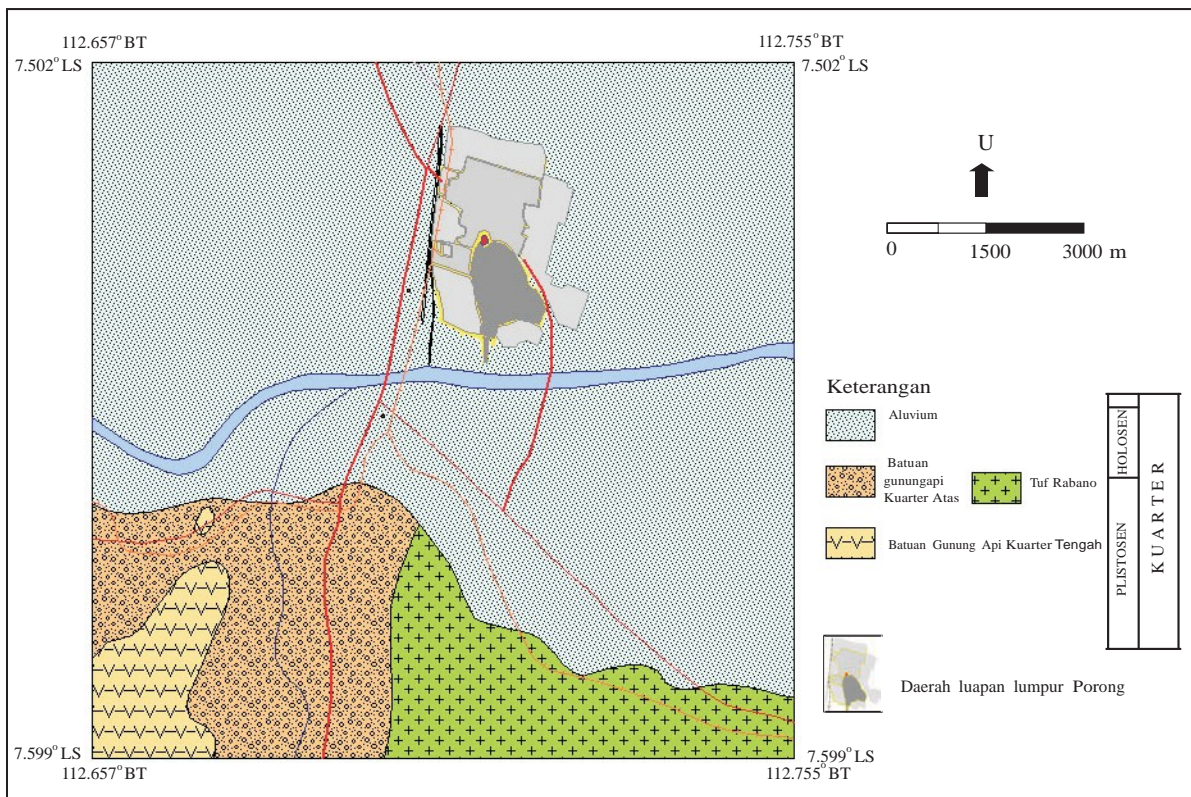 112.657° BT
112.755° BT
7.502° LS
7.502° LS
U
0 1500 3000 m
Keterangan
Aluvium
Batuan
gunungapi
Kuarter Atas
Tuf Rabano
Batuan Gunung Api Kuarter Tengah
HOLOSEN
PLISTOSEN
KUARTER
Daerah luapan lumpur Porong
7.599° LS
7.599° LS
112.657° BT
112.755° BT